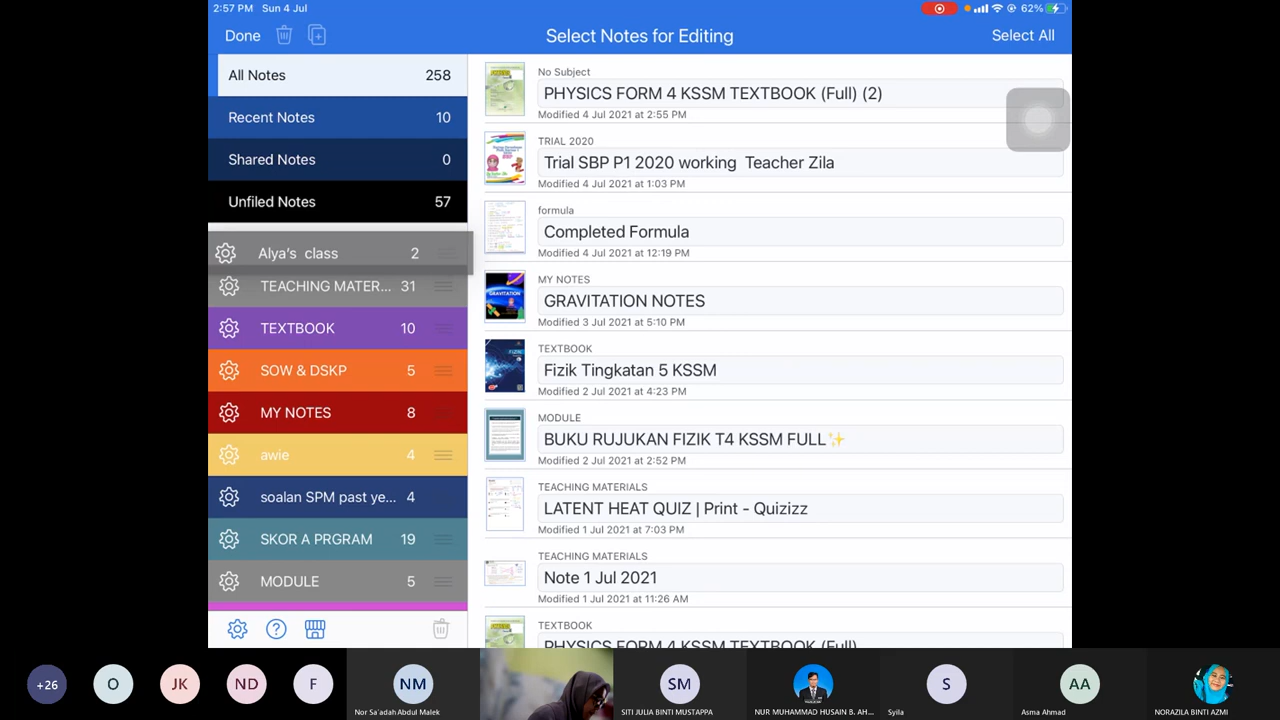 2:57 PM Sun 4 Jul
62%
Done
Select Notes for Editing
Select All
All Notes 258
Recent Notes 10
Shared Notes 0
Unfiled Notes 57
Alya's class 2
TEACHING MATER... 31
TEXTBOOK 10
SOW & DSKP 5
MY NOTES 8
awie 4
soalan SPM past ye... 4
SKOR A PRGRAM 19
MODULE 5
No Subject
PHYSICS FORM 4 KSSM TEXTBOOK (Full) (2)
Modified 4 Jul 2021 at 2:55 PM
TRIAL 2020
Trial SBP P1 2020 working Teacher Zila
Modified 4 Jul 2021 at 1:03 PM
formula
Completed Formula
Modified 4 Jul 2021 at 12:19 PM
MY NOTES
GRAVITATION
GRAVITATION NOTES
Modified 3 Jul 2021 at 5:10 PM
TEXTBOOK
FIZIK
Fizik Tingkatan 5 KSSM
Modified 2 Jul 2021 at 4:23 PM
MODULE
BUKU RUJUKAN FIZIK T4 KSSM FULL✨
Modified 2 Jul 2021 at 2:52 PM
TEACHING MATERIALS
LATENT HEAT QUIZ | Print - Quizizz
Modified 1 Jul 2021 at 7:03 PM
TEACHING MATERIALS
Note 1 Jul 2021
Modified 1 Jul 2021 at 11:26 AM
TEXTBOOK
PHYSICS FORM 4 KSSM TEXTBOOK (Full)
+26
O
JK
ND
F
NM
Nor Sa'adah Abdul Malek
SM
SITI JULIA BINTI MUSTAPPA
NUR MUHAMMAD HUSAIN B. AH...
S
Syila
AA
Asma Ahmad
NORAZILA BINTI AZMI